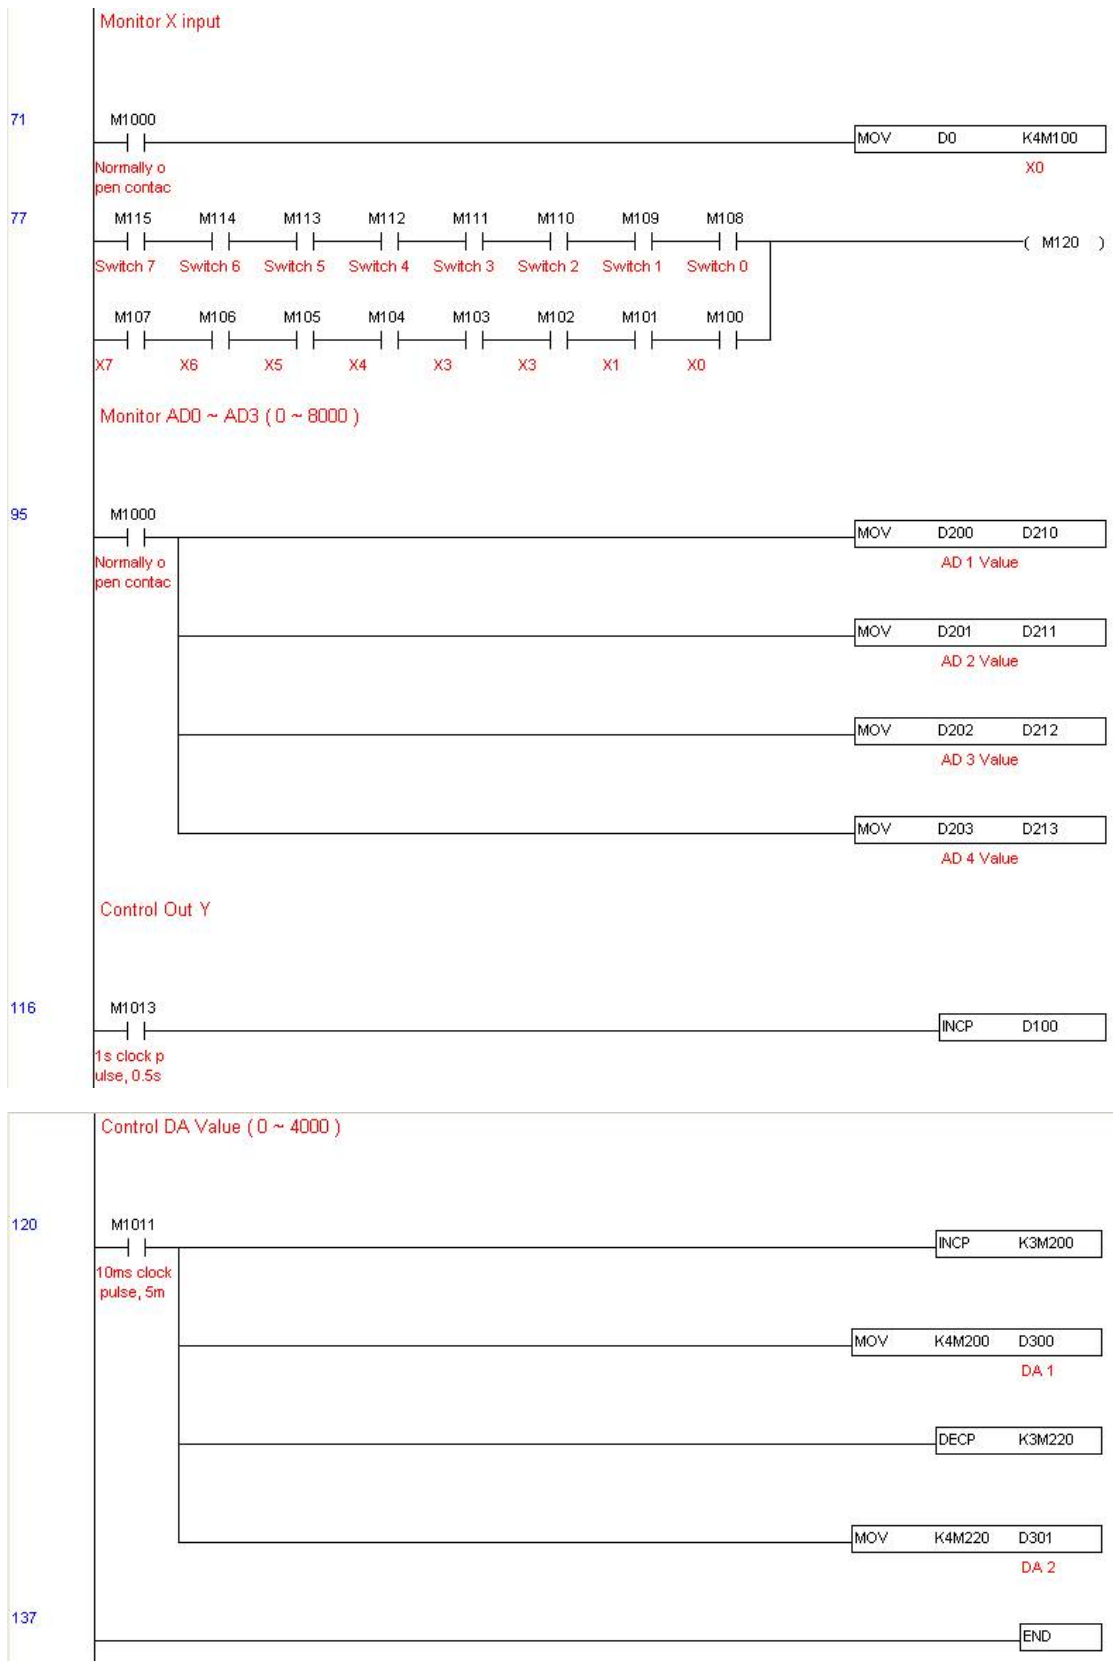 Monitor X input
71 M1000
MOV D0 K4M100
Normally o X0
pen contac
77 M115 M114 M113 M112 M111 M110 M109 M108
( M120 )
Switch 7 Switch 6 Switch 5 Switch 4 Switch 3 Switch 2 Switch 1 Switch 0
M107 M106 M105 M104 M103 M102 M101 M100
X7 X6 X5 X4 X3 X3 X1 X0
Monitor AD0 ~ AD3 ( 0 ~ 8000 )
95 M1000
MOV D200 D210
Normally o AD 1 Value
pen contac
MOV D201 D211
AD 2 Value
MOV D202 D212
AD 3 Value
MOV D203 D213
AD 4 Value
Control Out Y
116 M1013
INCP D100
1s clock p
ulse, 0.5s
Control DA Value ( 0 ~ 4000 )
120 M1011
INCP K3M200
10ms clock
pulse, 5m
MOV K4M200 D300
DA 1
DECP K3M220
MOV K4M220 D301
DA 2
137
END